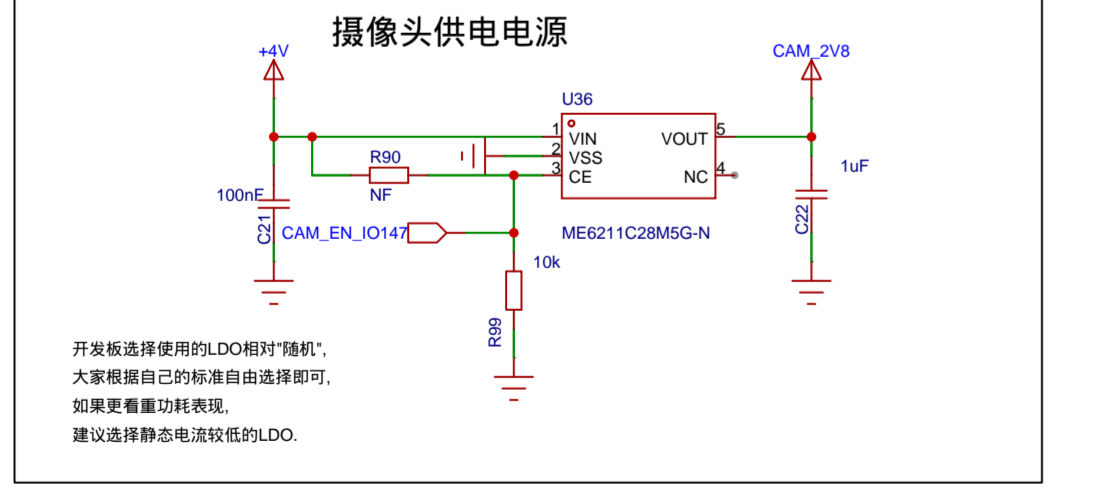 摄像头供电电源
+4V
CAM_2V8
U36
1
VIN
VOUT
5
2
VSS
3
CE
NC
4
R90
NF
100nF
C21
CAM_EN_IO147
ME6211C28M5G-N
1uF
C22
10k
R99
开发板选择使用的LDO相对"随机",
大家根据自己的标准自由选择即可,
如果更看重功耗表现,
建议选择静态电流较低的LDO.